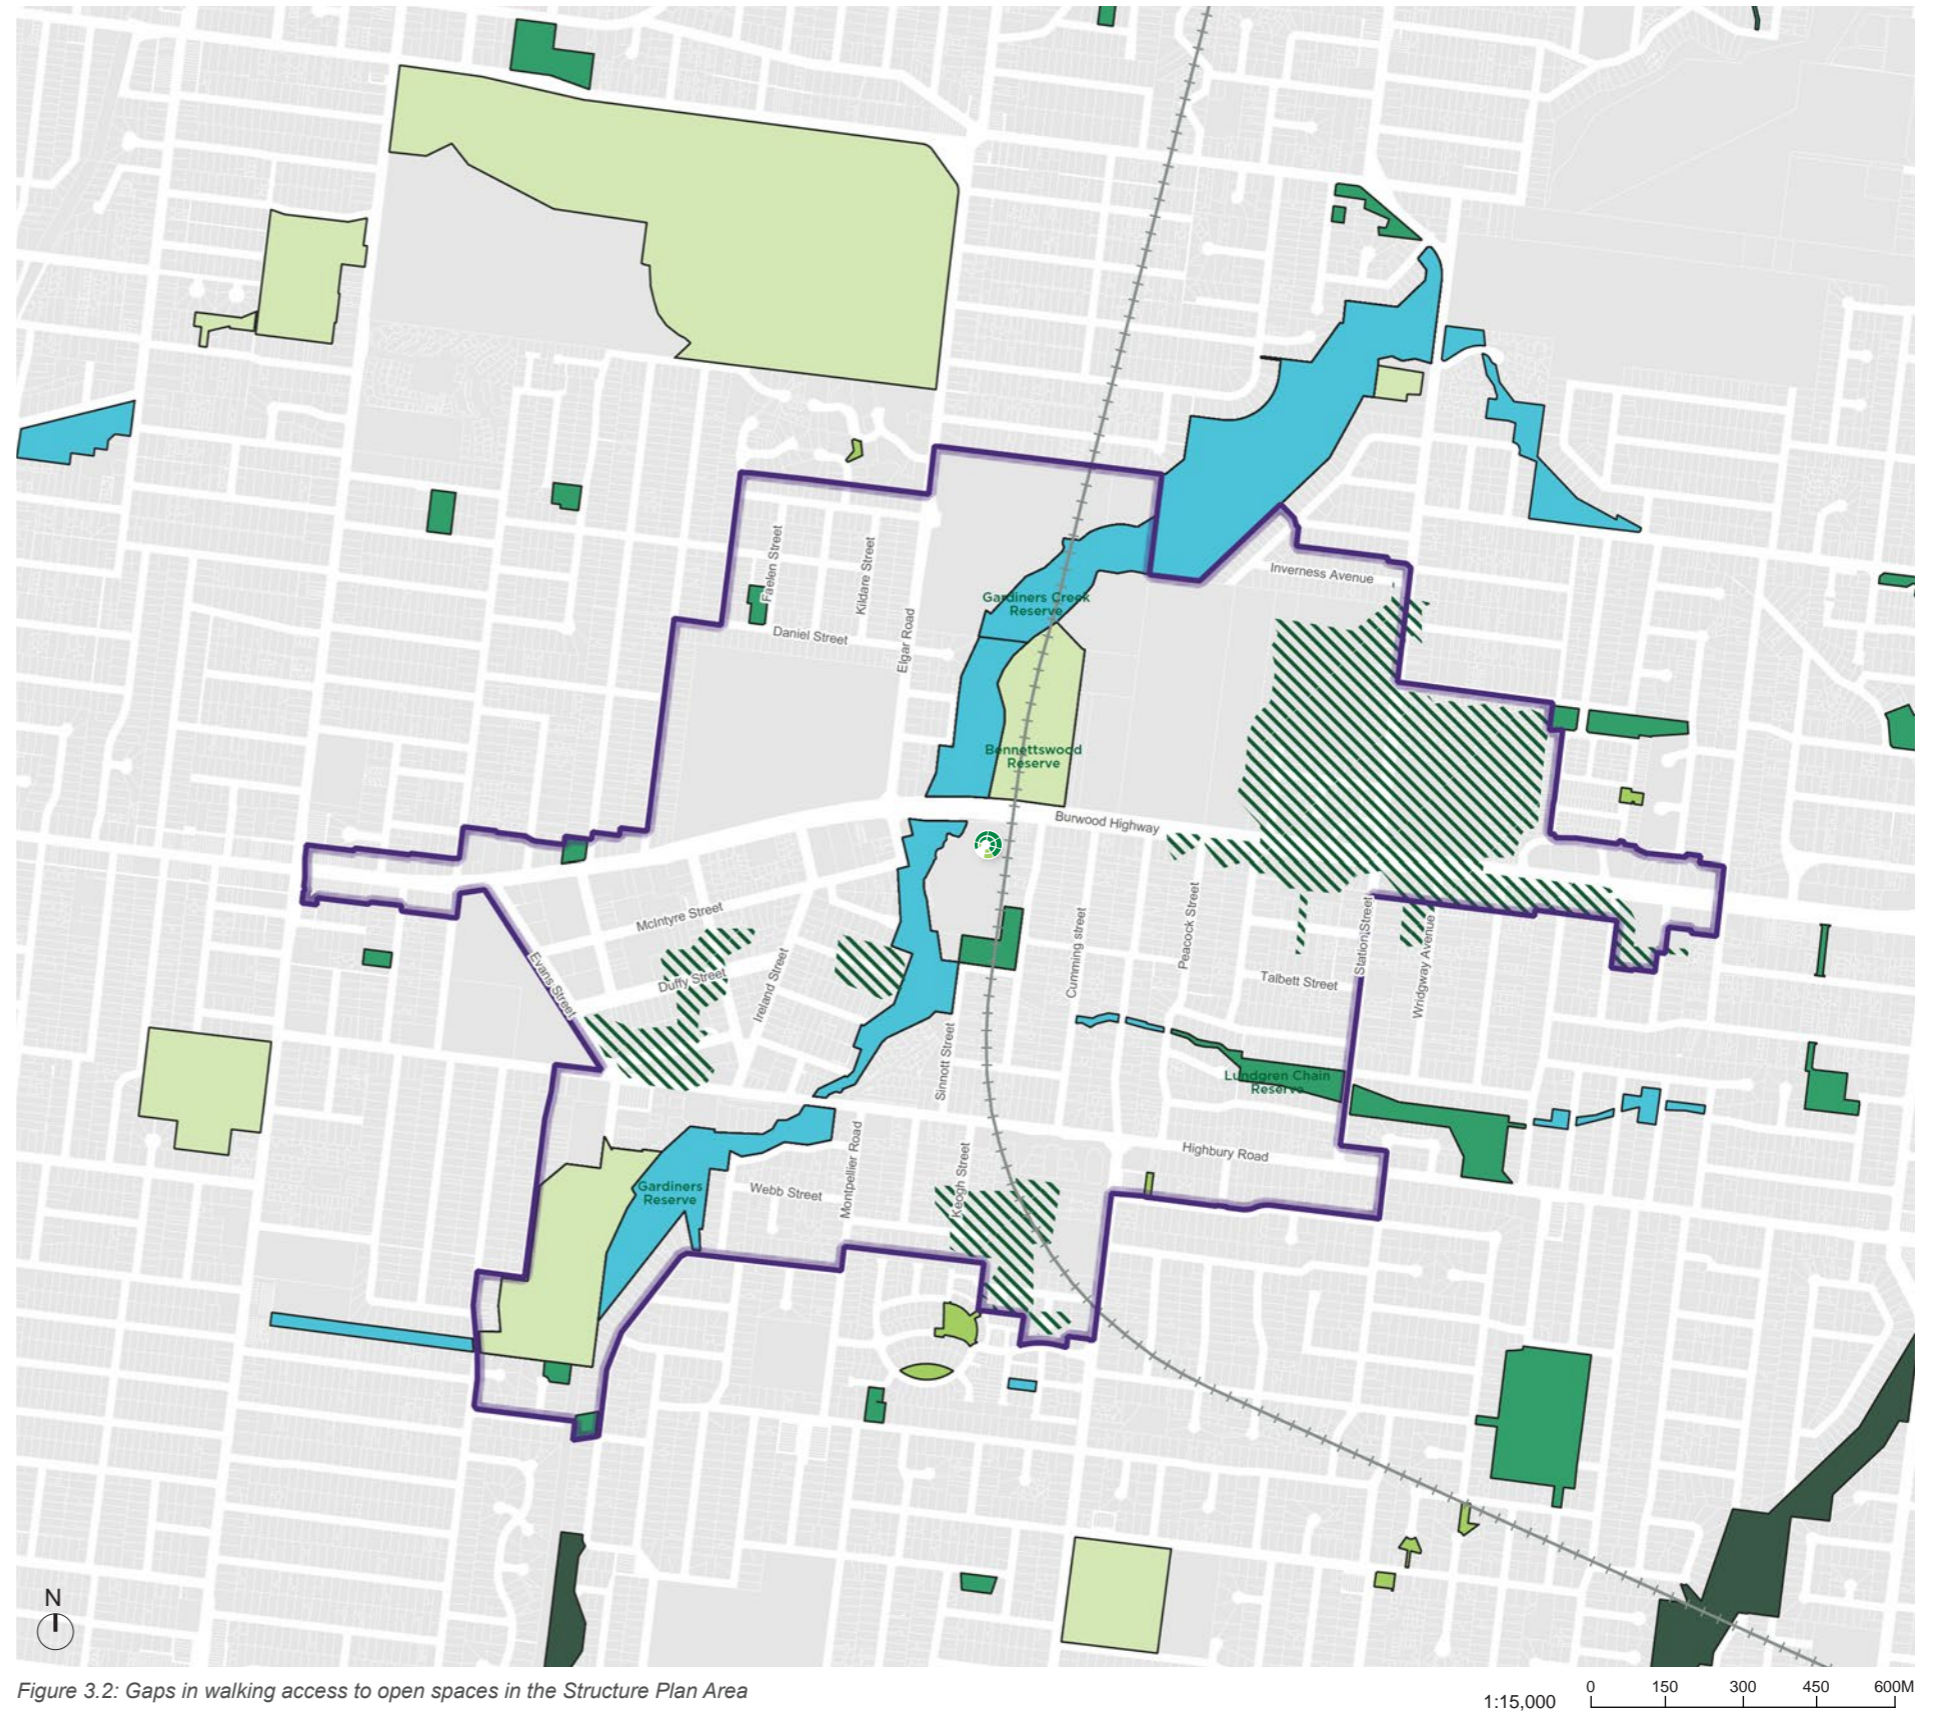 Inverness Avenue
Faelen Street
Kildare Street
Gardiners Creek
Reserve
Daniel Street
Elgar Road
Bennettswood
Reserve
Burwood Highway
McIntyre Street
Peacock Street
Station Street
Wridgway Avenue
Cumming street
Evans Street
Duffy Street
Ireland Street
Talbett Street
Sinnott Street
Lundgren Chain
Reserve
Highbury Road
Montpellier Road
Keogh Street
Gardiners
Reserve
Webb Street
N
Figure 3.2: Gaps in walking access to open spaces in the Structure Plan Area
1:15,000
0 150 300 450 600M